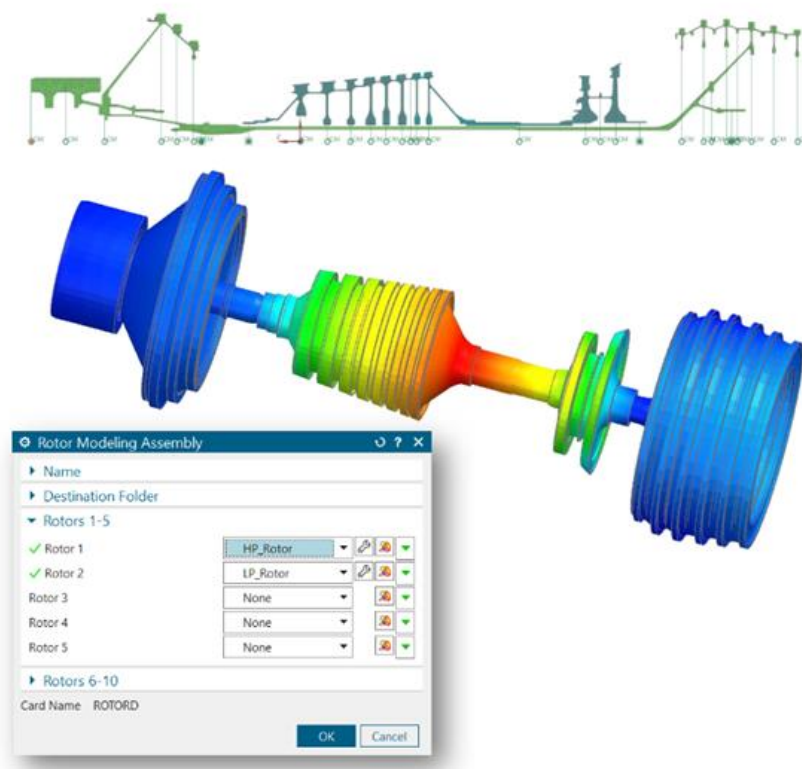 Rotor Modeling Assembly
Name
Destination Folder
Rotors 1-5
Rotor 1 HP_Rotor
Rotor 2 LP_Rotor
Rotor 3 None
Rotor 4 None
Rotor 5 None
Rotors 6-10
Card Name ROTORD
OK Cancel